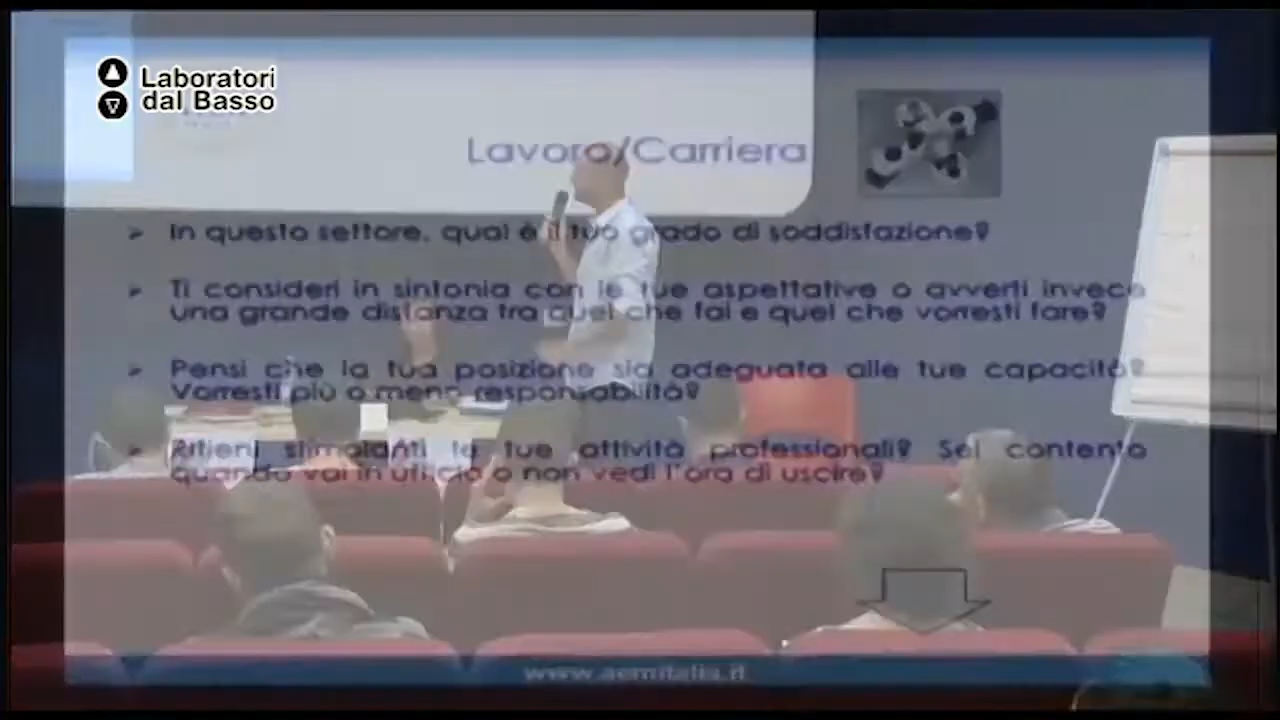 Laboratori
dal Basso
Lavoro/Carriera
➢ In questo settore, qual è il tuo grado di soddisfazione?
➢ Ti consideri in sintonia con le tue aspettative o avverti invece
una grande distanza tra quel che fai e quel che vorresti fare?
➢ Pensi che la tua posizione sia adeguata alle tue capacità?
Vorresti più o meno responsabilità?
➢ Ritieni stimolanti le tue attività professionali? Sei contento
quando vai in ufficio o non vedi l'ora di uscire?
www.aemitalia.it